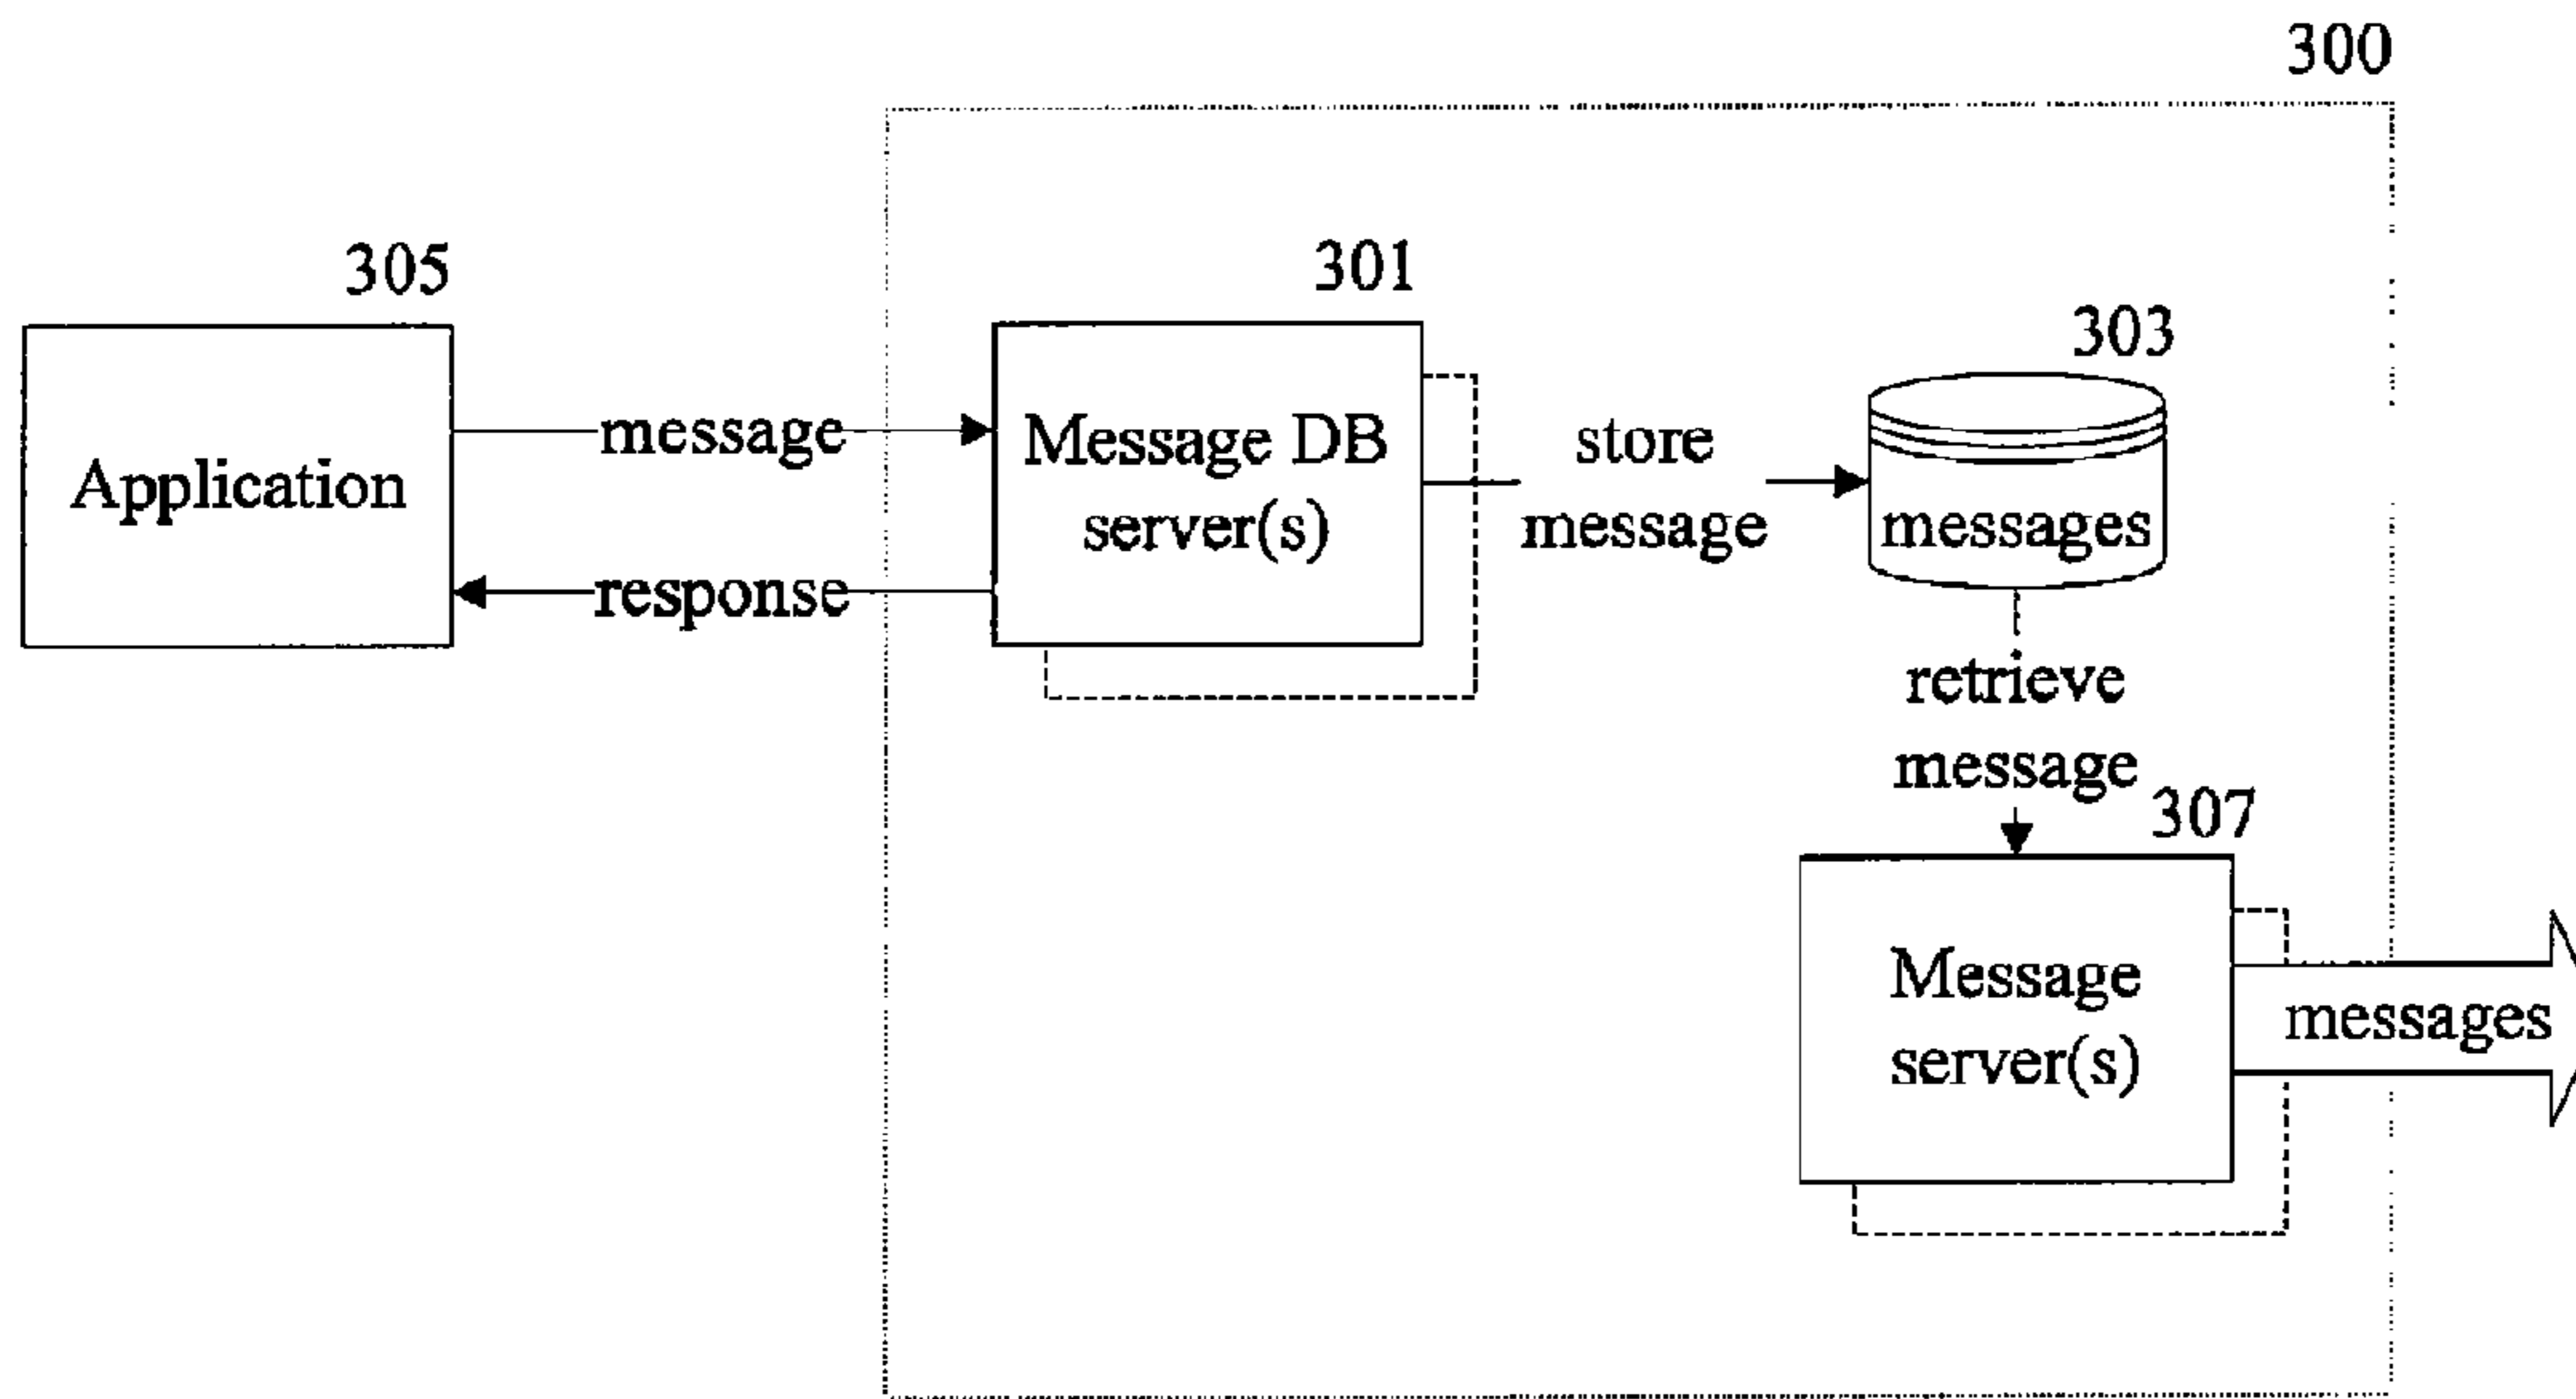 300
305
301
303
Application
message
response
Message DB
server(s)
store
message
messages
retrieve
message
307
Message
server(s)
messages